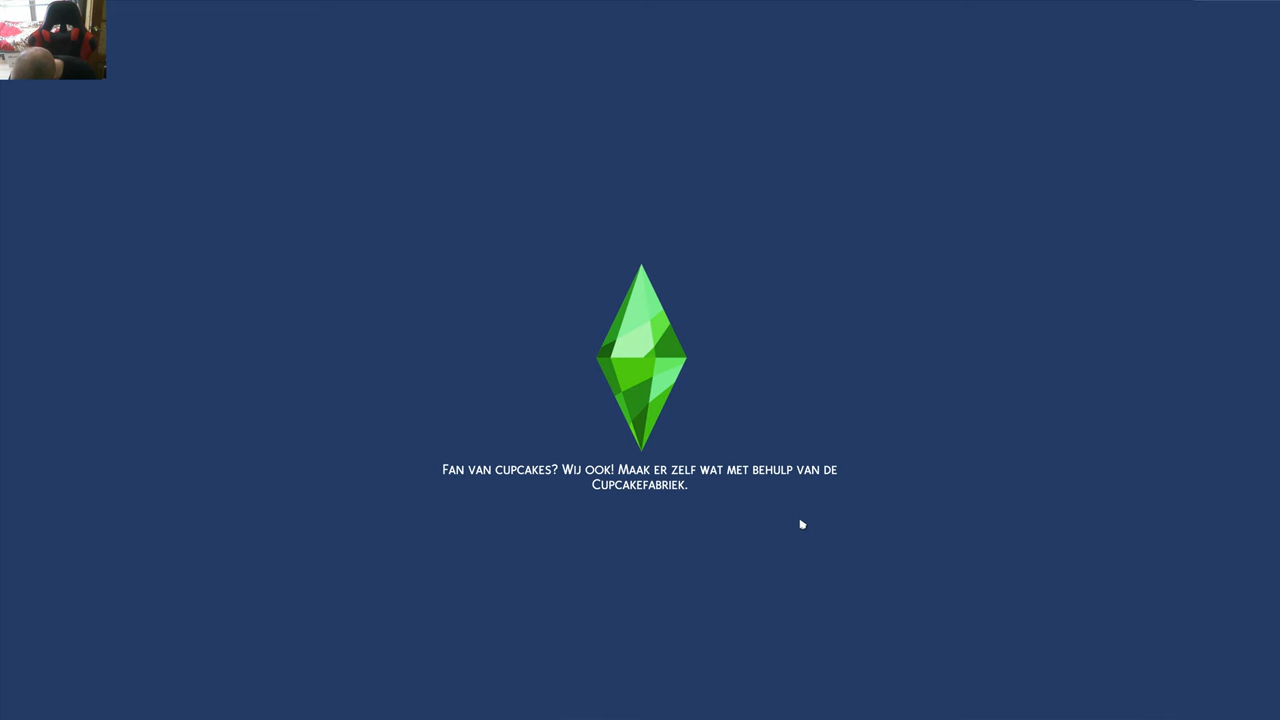 Fan van cupcakes? Wij ook! Maak er zelf wat met behulp van de
Cupcakefabriek.